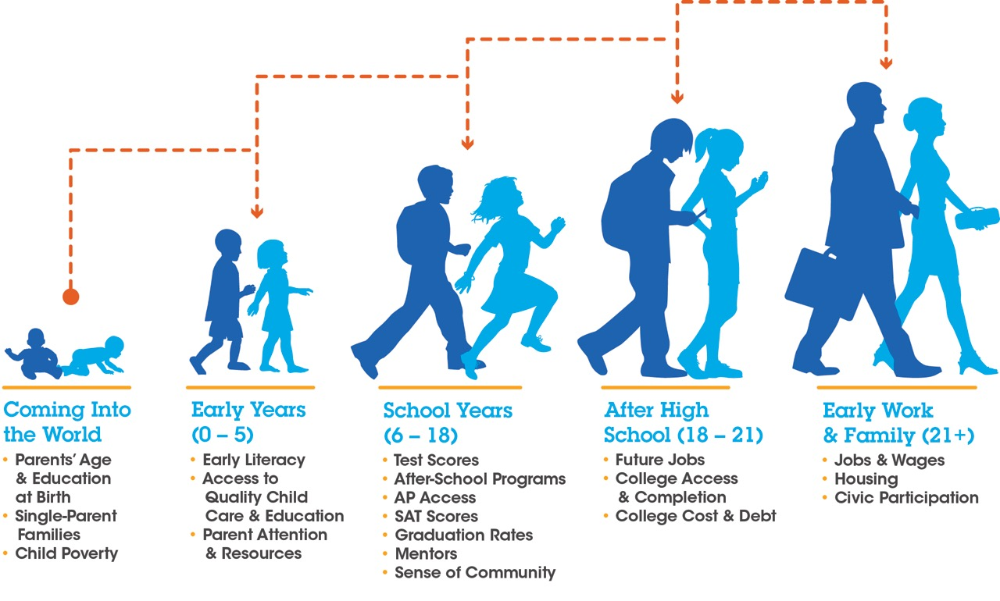 Coming Into
the World
• Parents' Age
& Education
at Birth
• Single-Parent
Families
• Child Poverty
Early Years
(0 – 5)
• Early Literacy
• Access to
Quality Child
Care & Education
• Parent Attention
& Resources
School Years
(6 – 18)
• Test Scores
• After-School Programs
• AP Access
• SAT Scores
• Graduation Rates
• Mentors
• Sense of Community
After High
School (18 – 21)
• Future Jobs
• College Access
& Completion
• College Cost & Debt
Early Work
& Family (21+)
• Jobs & Wages
• Housing
• Civic Participation